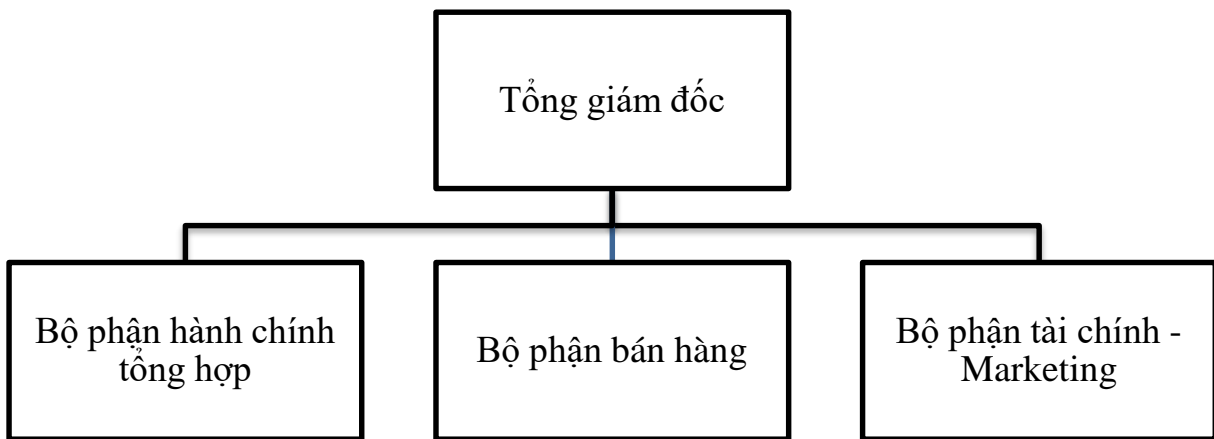 Tổng giám đốc
Bộ phận hành chính
tổng hợp
Bộ phận bán hàng
Bộ phận tài chính -
Marketing